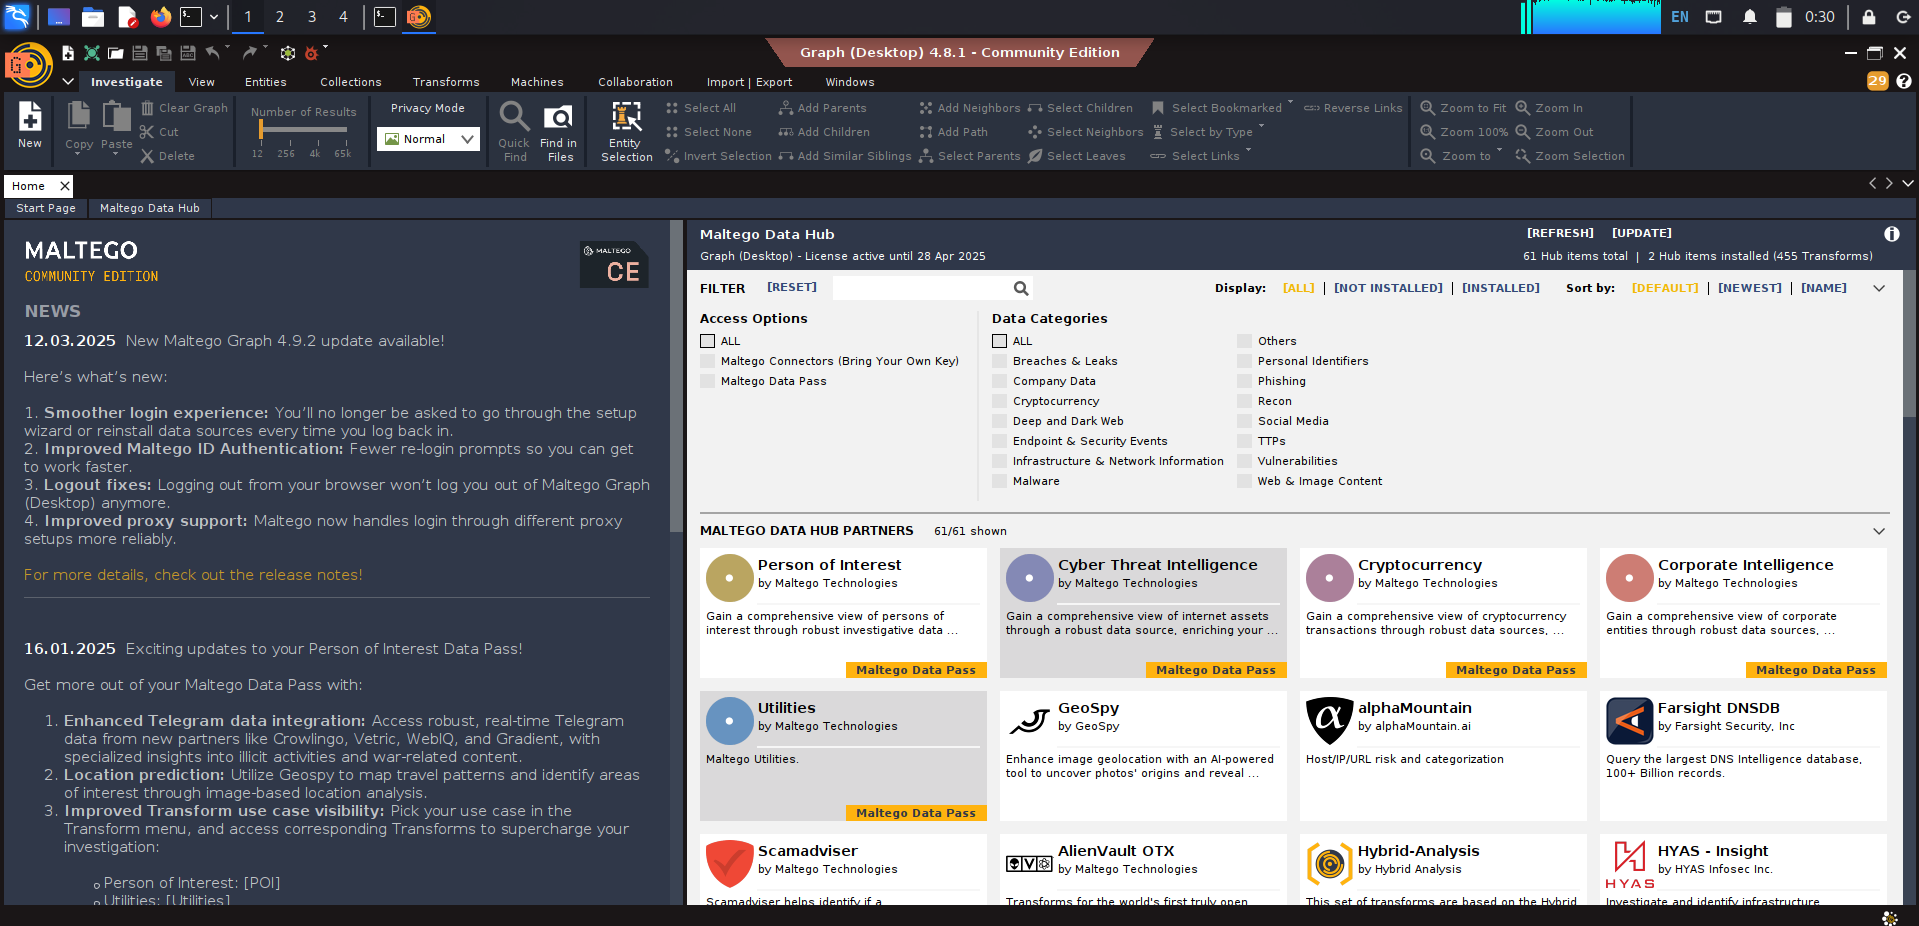 1 2 3 4 EN 0:30
Graph (Desktop) 4.8.1 - Community Edition
Investigate View Entities Collections Transforms Machines Collaboration Import | Export Windows 29
New
Copy Paste Clear Graph Cut Delete
Number of Results
12 256 4k 65k
Privacy Mode
Normal
Quick Find
Find in Files
Entity Selection
Select All Add Parents Add Neighbors Select Children Select Bookmarked Reverse Links Zoom to Fit Zoom In
Select None Add Children Add Path Select Neighbors Select by Type Zoom 100% Zoom Out
Invert Selection Add Similar Siblings Select Parents Select Leaves Select Links Zoom to Zoom Selection
Home
Start Page Maltego Data Hub
MALTEGO
COMMUNITY EDITION
MALTEGO
CE
NEWS
12.03.2025 New Maltego Graph 4.9.2 update available!
Here’s what’s new:
1. Smoother login experience: You’ll no longer be asked to go through the setup
wizard or reinstall data sources every time you log back in.
2. Improved Maltego ID Authentication: Fewer re-login prompts so you can get
to work faster.
3. Logout fixes: Logging out from your browser won’t log you out of Maltego Graph
(Desktop) anymore.
4. Improved proxy support: Maltego now handles login through different proxy
setups more reliably.
For more details, check out the release notes!
16.01.2025 Exciting updates to your Person of Interest Data Pass!
Get more out of your Maltego Data Pass with:
1. Enhanced Telegram data integration: Access robust, real-time Telegram
data from new partners like Crowlingo, Vetric, WebIQ, and Gradient, with
specialized insights into illicit activities and war-related content.
2. Location prediction: Utilize Geospy to map travel patterns and identify areas
of interest through image-based location analysis.
3. Improved Transform use case visibility: Pick your use case in the
Transform menu, and access corresponding Transforms to supercharge your
investigation:
Person of Interest: [POI]
Utilities: [Utilities]
Maltego Data Hub
[REFRESH] [UPDATE]
Graph (Desktop) - License active until 28 Apr 2025
61 Hub items total | 2 Hub items installed (455 Transforms)
FILTER [RESET]
Display: [ALL] | [NOT INSTALLED] | [INSTALLED] Sort by: [DEFAULT] | [NEWEST] | [NAME]
Access Options
ALL
Maltego Connectors (Bring Your Own Key)
Maltego Data Pass
Data Categories
ALL
Breaches & Leaks
Company Data
Cryptocurrency
Deep and Dark Web
Endpoint & Security Events
Infrastructure & Network Information
Malware
Others
Personal Identifiers
Phishing
Recon
Social Media
TTPs
Vulnerabilities
Web & Image Content
MALTEGO DATA HUB PARTNERS 61/61 shown
Person of Interest
by Maltego Technologies
Gain a comprehensive view of persons of
interest through robust investigative data ...
Maltego Data Pass
Cyber Threat Intelligence
by Maltego Technologies
Gain a comprehensive view of internet assets
through a robust data source, enriching your ...
Maltego Data Pass
Cryptocurrency
by Maltego Technologies
Gain a comprehensive view of cryptocurrency
transactions through robust data sources, ...
Maltego Data Pass
Corporate Intelligence
by Maltego Technologies
Gain a comprehensive view of corporate
entities through robust data sources, ...
Maltego Data Pass
Utilities
by Maltego Technologies
Maltego Utilities.
Maltego Data Pass
GeoSpy
by GeoSpy
Enhance image geolocation with an AI-powered
tool to uncover photos' origins and reveal ...
alphaMountain
by alphaMountain.ai
Host/IP/URL risk and categorization
Farsight DNSDB
by Farsight Security, Inc
Query the largest DNS Intelligence database,
100+ Billion records.
Scamadviser
by Maltego Technologies
Scamadviser helps identify if a
AlienVault OTX
by Maltego Technologies
Transforms for the world's first truly open
Hybrid-Analysis
by Hybrid Analysis
This set of transforms are based on the Hybrid
HYAS
HYAS - Insight
by HYAS Infosec Inc.
Investigate and identify infrastructure